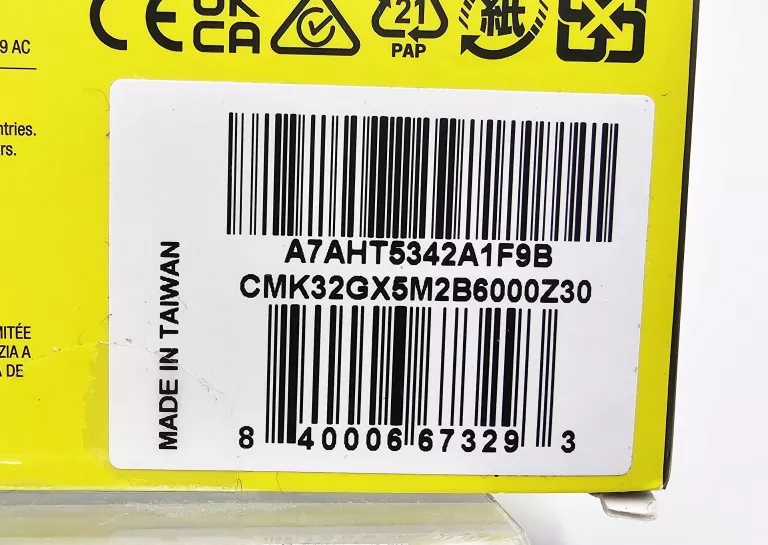 9 AC
UK
CA
21
PAP
紙
ntries.
rs.
MITÉE
ZIA A
A DE
MADE IN TAIWAN
A7AHT5342A1F9B
CMK32GX5M2B6000Z30
8 40006 67329 3